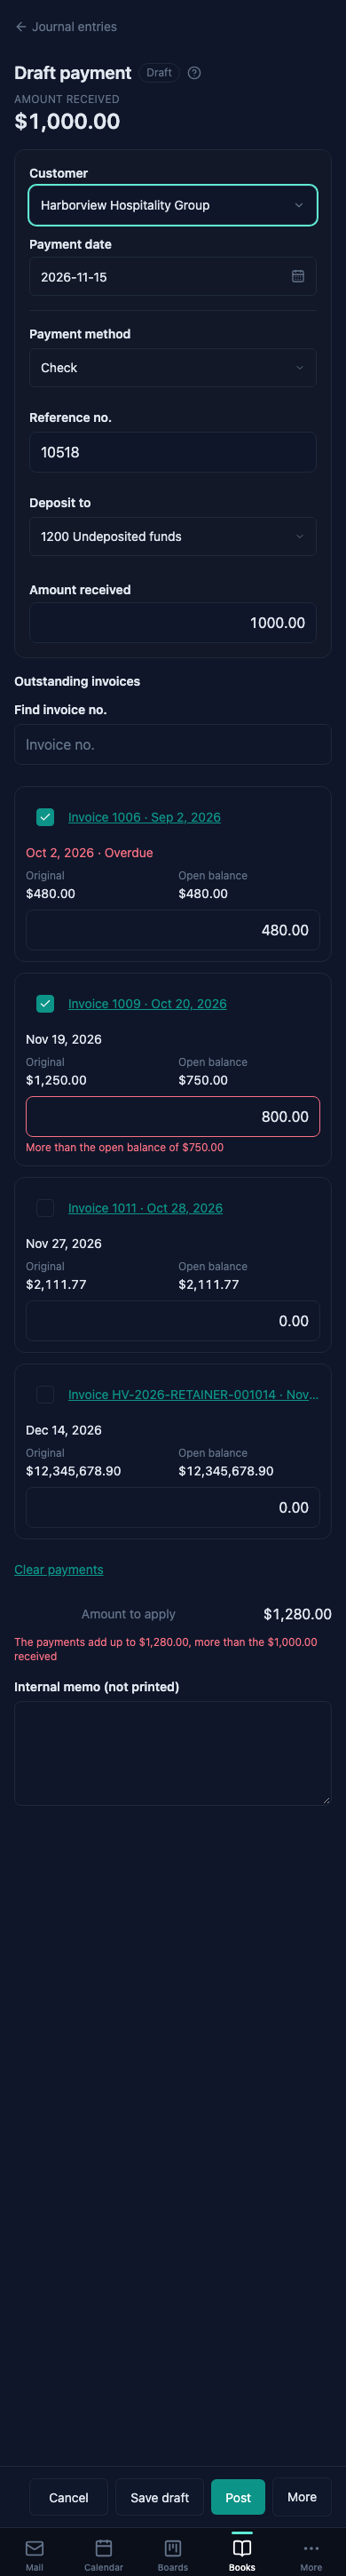 Journal entries
Draft payment Draft
AMOUNT RECEIVED
$1,000.00
Customer
Harborview Hospitality Group
Payment date
2026-11-15
Payment method
Check
Reference no.
10518
Deposit to
1200 Undeposited funds
Amount received
1000.00
Outstanding invoices
Find invoice no.
Invoice no.
Invoice 1006 · Sep 2, 2026
Oct 2, 2026 · Overdue
Original Open balance
$480.00 $480.00
480.00
Invoice 1009 · Oct 20, 2026
Nov 19, 2026
Original Open balance
$1,250.00 $750.00
800.00
More than the open balance of $750.00
Invoice 1011 · Oct 28, 2026
Nov 27, 2026
Original Open balance
$2,111.77 $2,111.77
0.00
Invoice HV-2026-RETAINER-001014 · Nov...
Dec 14, 2026
Original Open balance
$12,345,678.90 $12,345,678.90
0.00
Clear payments
Amount to apply $1,280.00
The payments add up to $1,280.00, more than the $1,000.00
received
Internal memo (not printed)
Cancel Save draft Post More
Mail Calendar Boards Books More